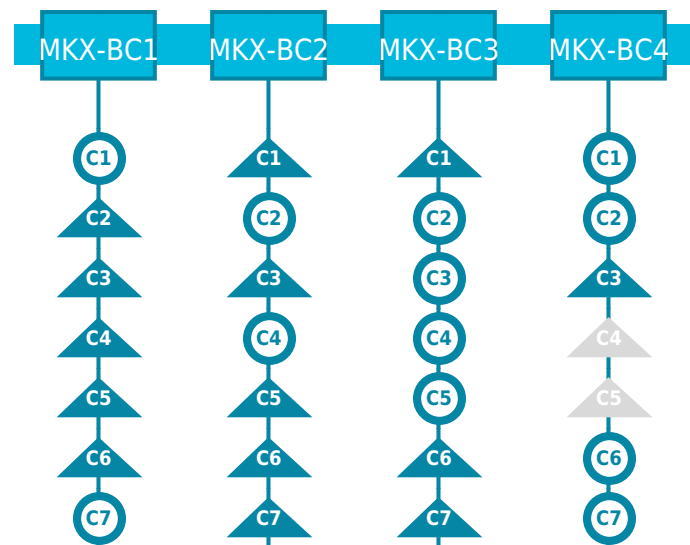 MKX-BC1 MKX-BC2 MKX-BC3 MKX-BC4
C1 C1 C1 C1
C2 C2 C2 C2
C3 C3 C3 C3
C4 C4 C4 C4
C5 C5 C5 C5
C6 C6 C6 C6
C7 C7 C7 C7